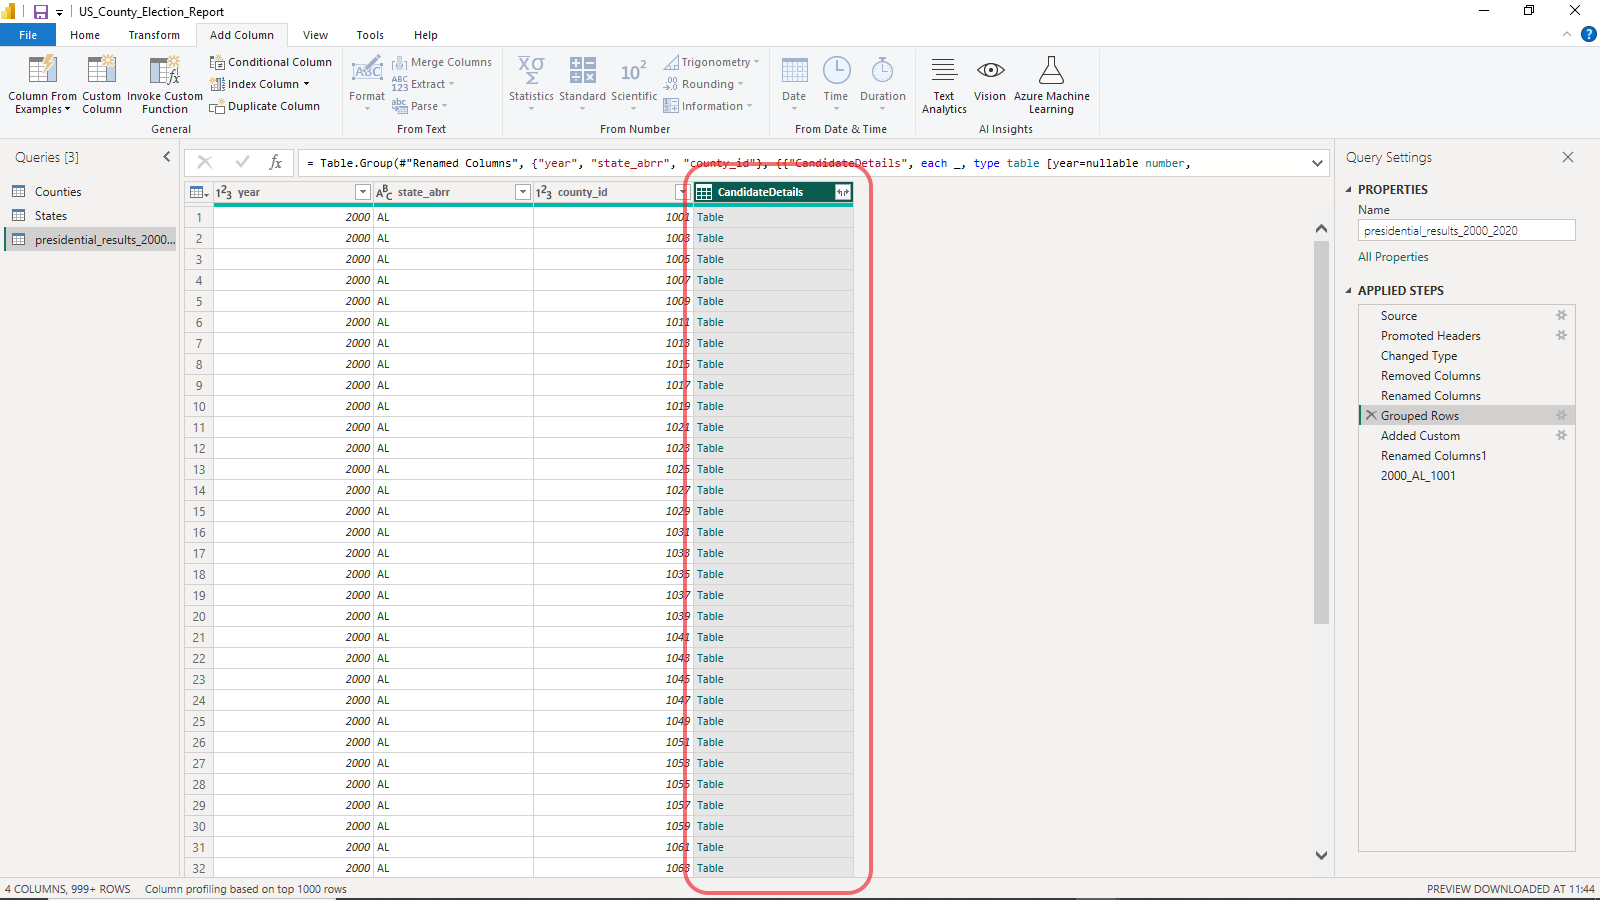 US_County_Election_Report
File Home Transform Add Column View Tools Help
Column From Examples
Custom Column
Invoke Custom Function
Conditional Column
Index Column
Duplicate Column
General
Format
Merge Columns
Extract
Parse
From Text
Statistics
Standard
Scientific
Trigonometry
Rounding
Information
From Number
Date
Time
Duration
From Date & Time
Text Analytics
Vision
Azure Machine Learning
AI Insights
Queries [3]
Counties
States
presidential_results_2000...
= Table.Group(#"Renamed Columns", {"year", "state_abrr", "county_id"}, {{"CandidateDetails", each _, type table [year=nullable number,
year state_abrr county_id CandidateDetails
1 2000 AL 1001 Table
2 2000 AL 1003 Table
3 2000 AL 1005 Table
4 2000 AL 1007 Table
5 2000 AL 1009 Table
6 2000 AL 1011 Table
7 2000 AL 1013 Table
8 2000 AL 1015 Table
9 2000 AL 1017 Table
10 2000 AL 1019 Table
11 2000 AL 1021 Table
12 2000 AL 1023 Table
13 2000 AL 1025 Table
14 2000 AL 1027 Table
15 2000 AL 1029 Table
16 2000 AL 1031 Table
17 2000 AL 1033 Table
18 2000 AL 1035 Table
19 2000 AL 1037 Table
20 2000 AL 1039 Table
21 2000 AL 1041 Table
22 2000 AL 1043 Table
23 2000 AL 1045 Table
24 2000 AL 1047 Table
25 2000 AL 1049 Table
26 2000 AL 1051 Table
27 2000 AL 1053 Table
28 2000 AL 1055 Table
29 2000 AL 1057 Table
30 2000 AL 1059 Table
31 2000 AL 1061 Table
32 2000 AL 1063 Table
Query Settings
PROPERTIES
Name
presidential_results_2000_2020
All Properties
APPLIED STEPS
Source
Promoted Headers
Changed Type
Removed Columns
Renamed Columns
Grouped Rows
Added Custom
Renamed Columns1
2000_AL_1001
4 COLUMNS, 999+ ROWS Column profiling based on top 1000 rows
PREVIEW DOWNLOADED AT 11:44